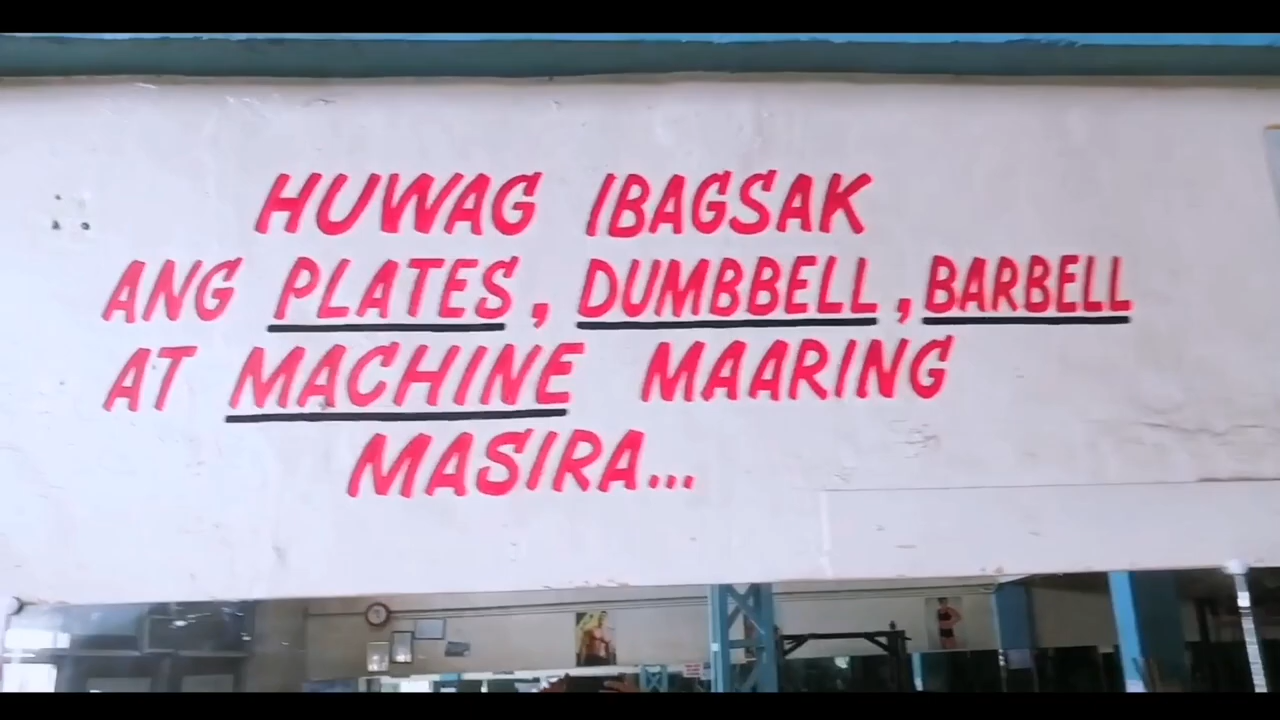 HUWAG IBAGSAK
ANG PLATES, DUMBBELL, BARBELL
AT MACHINE MAARING
MASIRA...